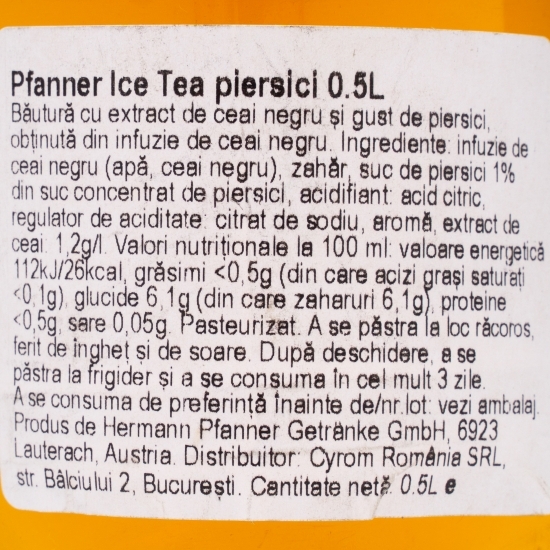 Pfanner Ice Tea piersici 0.5L
Băutură cu extract de ceai negru și gust de piersici,
obținută din infuzie de ceai negru. Ingrediente: infuzie de
ceai negru (apă, ceai negru), zahăr, suc de piersici 1%
din suc concentrat de piersici, acidifiant: acid citric,
regulator de aciditate: citrat de sodiu, aromă, extract de
ceai: 1,2g/l. Valori nutriționale la 100 ml: valoare energetică
112kJ/26kcal, grăsimi <0,5g (din care acizi grași saturați
<0,1g), glucide 6,1g (din care zaharuri 6,1g), proteine
<0,5g, sare 0,05g. Pasteurizat. A se păstra la loc răcoros,
ferit de îngheț și de soare. După deschidere, a se
păstra la frigider și a se consuma în cel mult 3 zile.
A se consuma de preferință înainte de/nr.lot: vezi ambalaj.
Produs de Hermann Pfanner Getränke GmbH, 6923
Lauterach, Austria. Distribuitor: Cyrom România SRL,
str. Bâlciului 2, București. Cantitate netă: 0.5L e